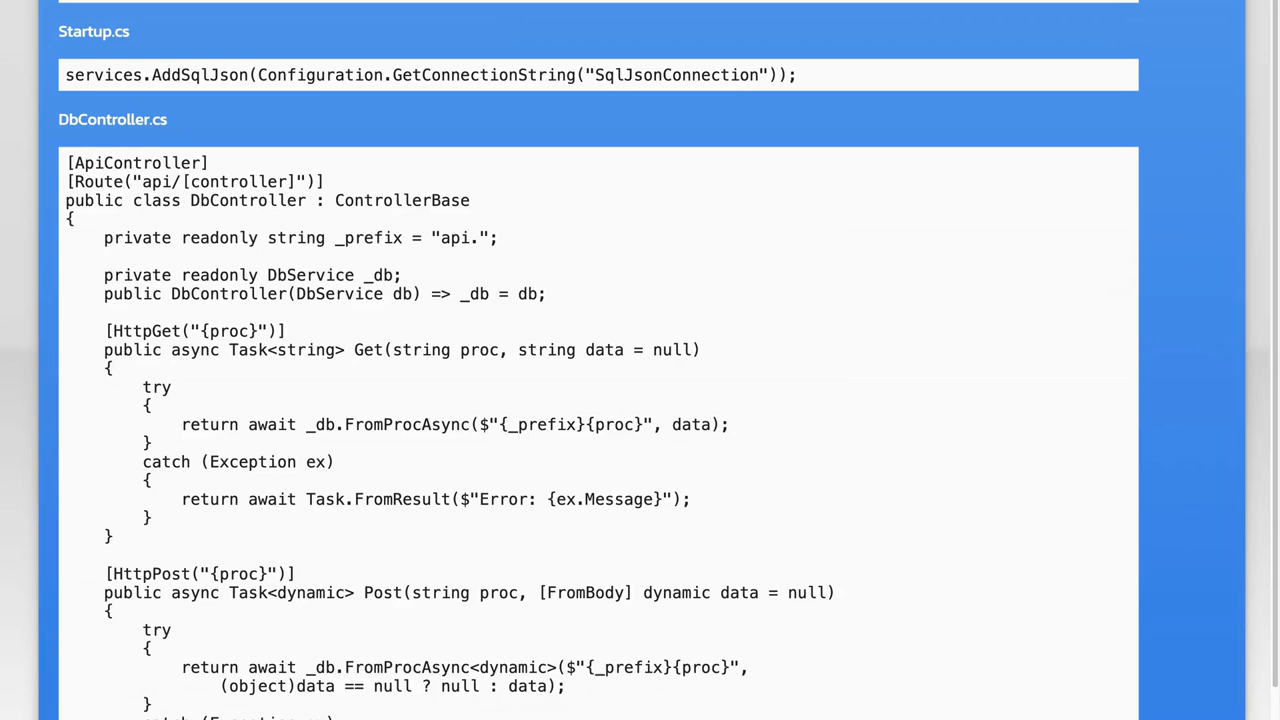 Startup.cs
services.AddSqlJson(Configuration.GetConnectionString("SqlJsonConnection"));
DbController.cs
[ApiController]
[Route("api/[controller]")]
public class DbController : ControllerBase
{
    private readonly string _prefix = "api.";
    private readonly DbService _db;
    public DbController(DbService db) => _db = db;
    [HttpGet("{proc}")]
    public async Task<string> Get(string proc, string data = null)
    {
        try
        {
            return await _db.FromProcAsync($"{_prefix}{proc}", data);
        }
        catch (Exception ex)
        {
            return await Task.FromResult($"Error: {ex.Message}");
        }
    }
    [HttpPost("{proc}")]
    public async Task<dynamic> Post(string proc, [FromBody] dynamic data = null)
    {
        try
        {
            return await _db.FromProcAsync<dynamic>($"{_prefix}{proc}",
                (object)data == null ? null : data);
        }
        catch (Exception ex)